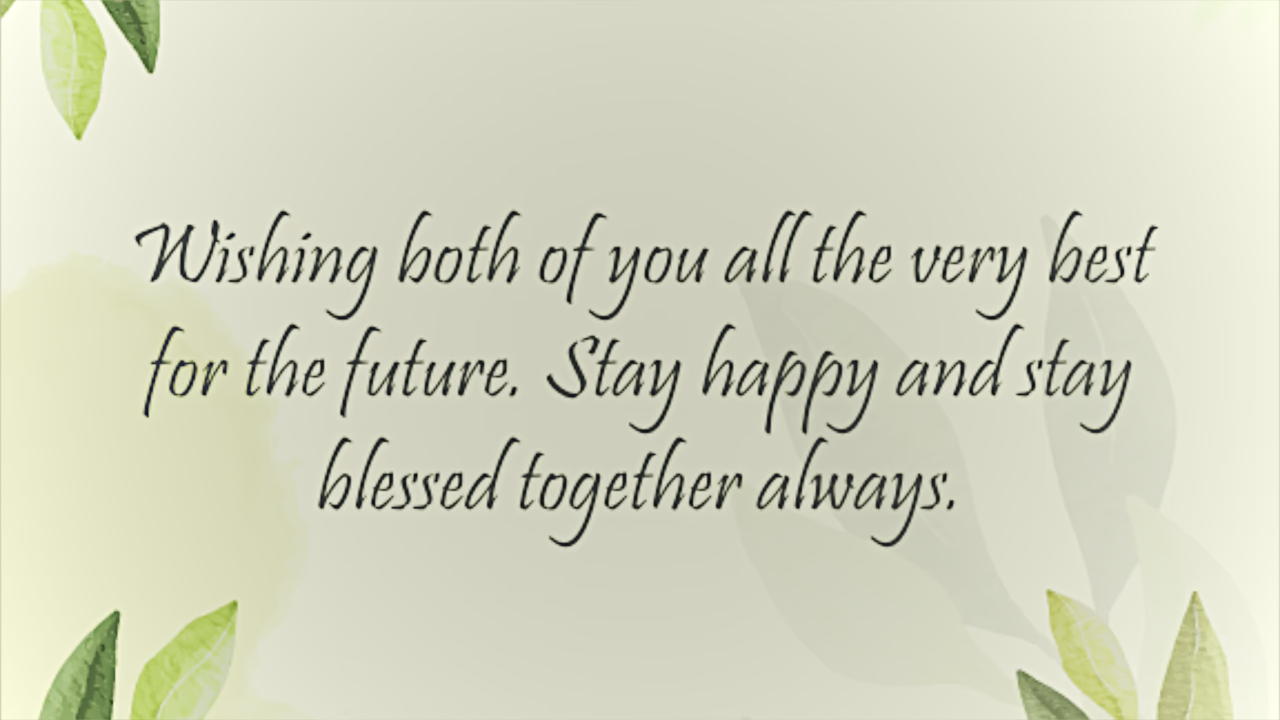 Wishing both of you all the very best
for the future. Stay happy and stay
blessed together always.